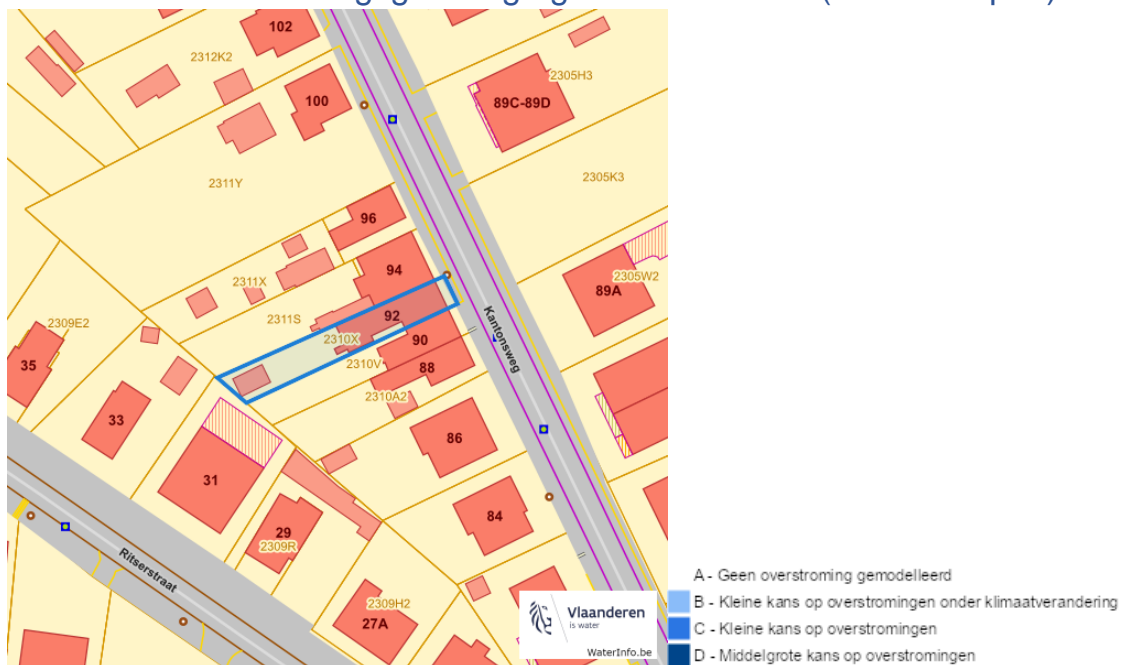 102
2312K2
2305H3
100
89C-89D
2311Y
2305K3
96
94
2311X
2305W2
89A
2309E2
2311S
92
2310X
Kantonsweg
35
2310V
90
88
2310A2
33
86
31
84
29
2309R
Ritserstraat
2309H2
27A
Vlaanderen
is water
WaterInfo.be
A - Geen overstroming gemodelleerd
B - Kleine kans op overstromingen onder klimaatverandering
C - Kleine kans op overstromingen
D - Middelgrote kans op overstromingen